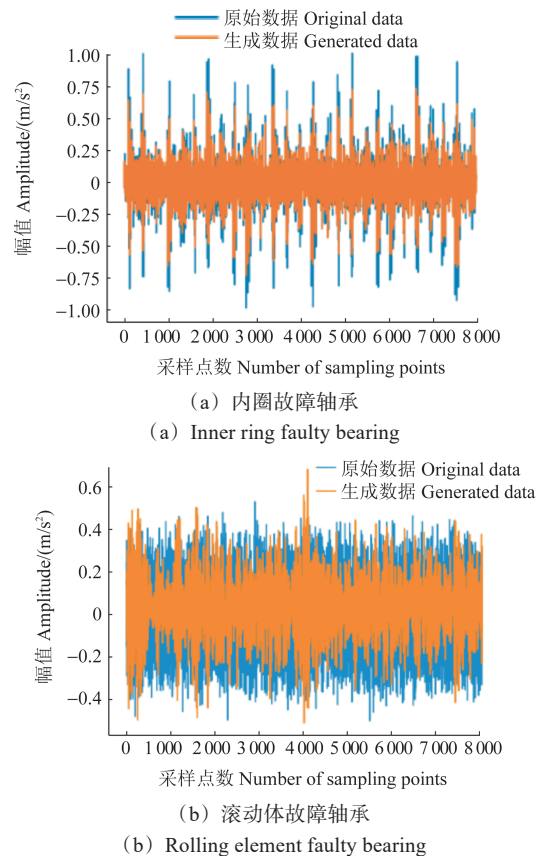 原始数据 Original data
生成数据 Generated data
1.00
0.75
0.50
0.25
0
−0.25
−0.50
−0.75
−1.00
幅值 Amplitude/(m/s²)
0 1 000 2 000 3 000 4 000 5 000 6 000 7 000 8 000
采样点数 Number of sampling points
（a）内圈故障轴承
（a）Inner ring faulty bearing
原始数据 Original data
生成数据 Generated data
0.6
0.4
0.2
0
−0.2
−0.4
幅值 Amplitude/(m/s²)
0 1 000 2 000 3 000 4 000 5 000 6 000 7 000 8 000
采样点数 Number of sampling points
（b）滚动体故障轴承
（b）Rolling element faulty bearing